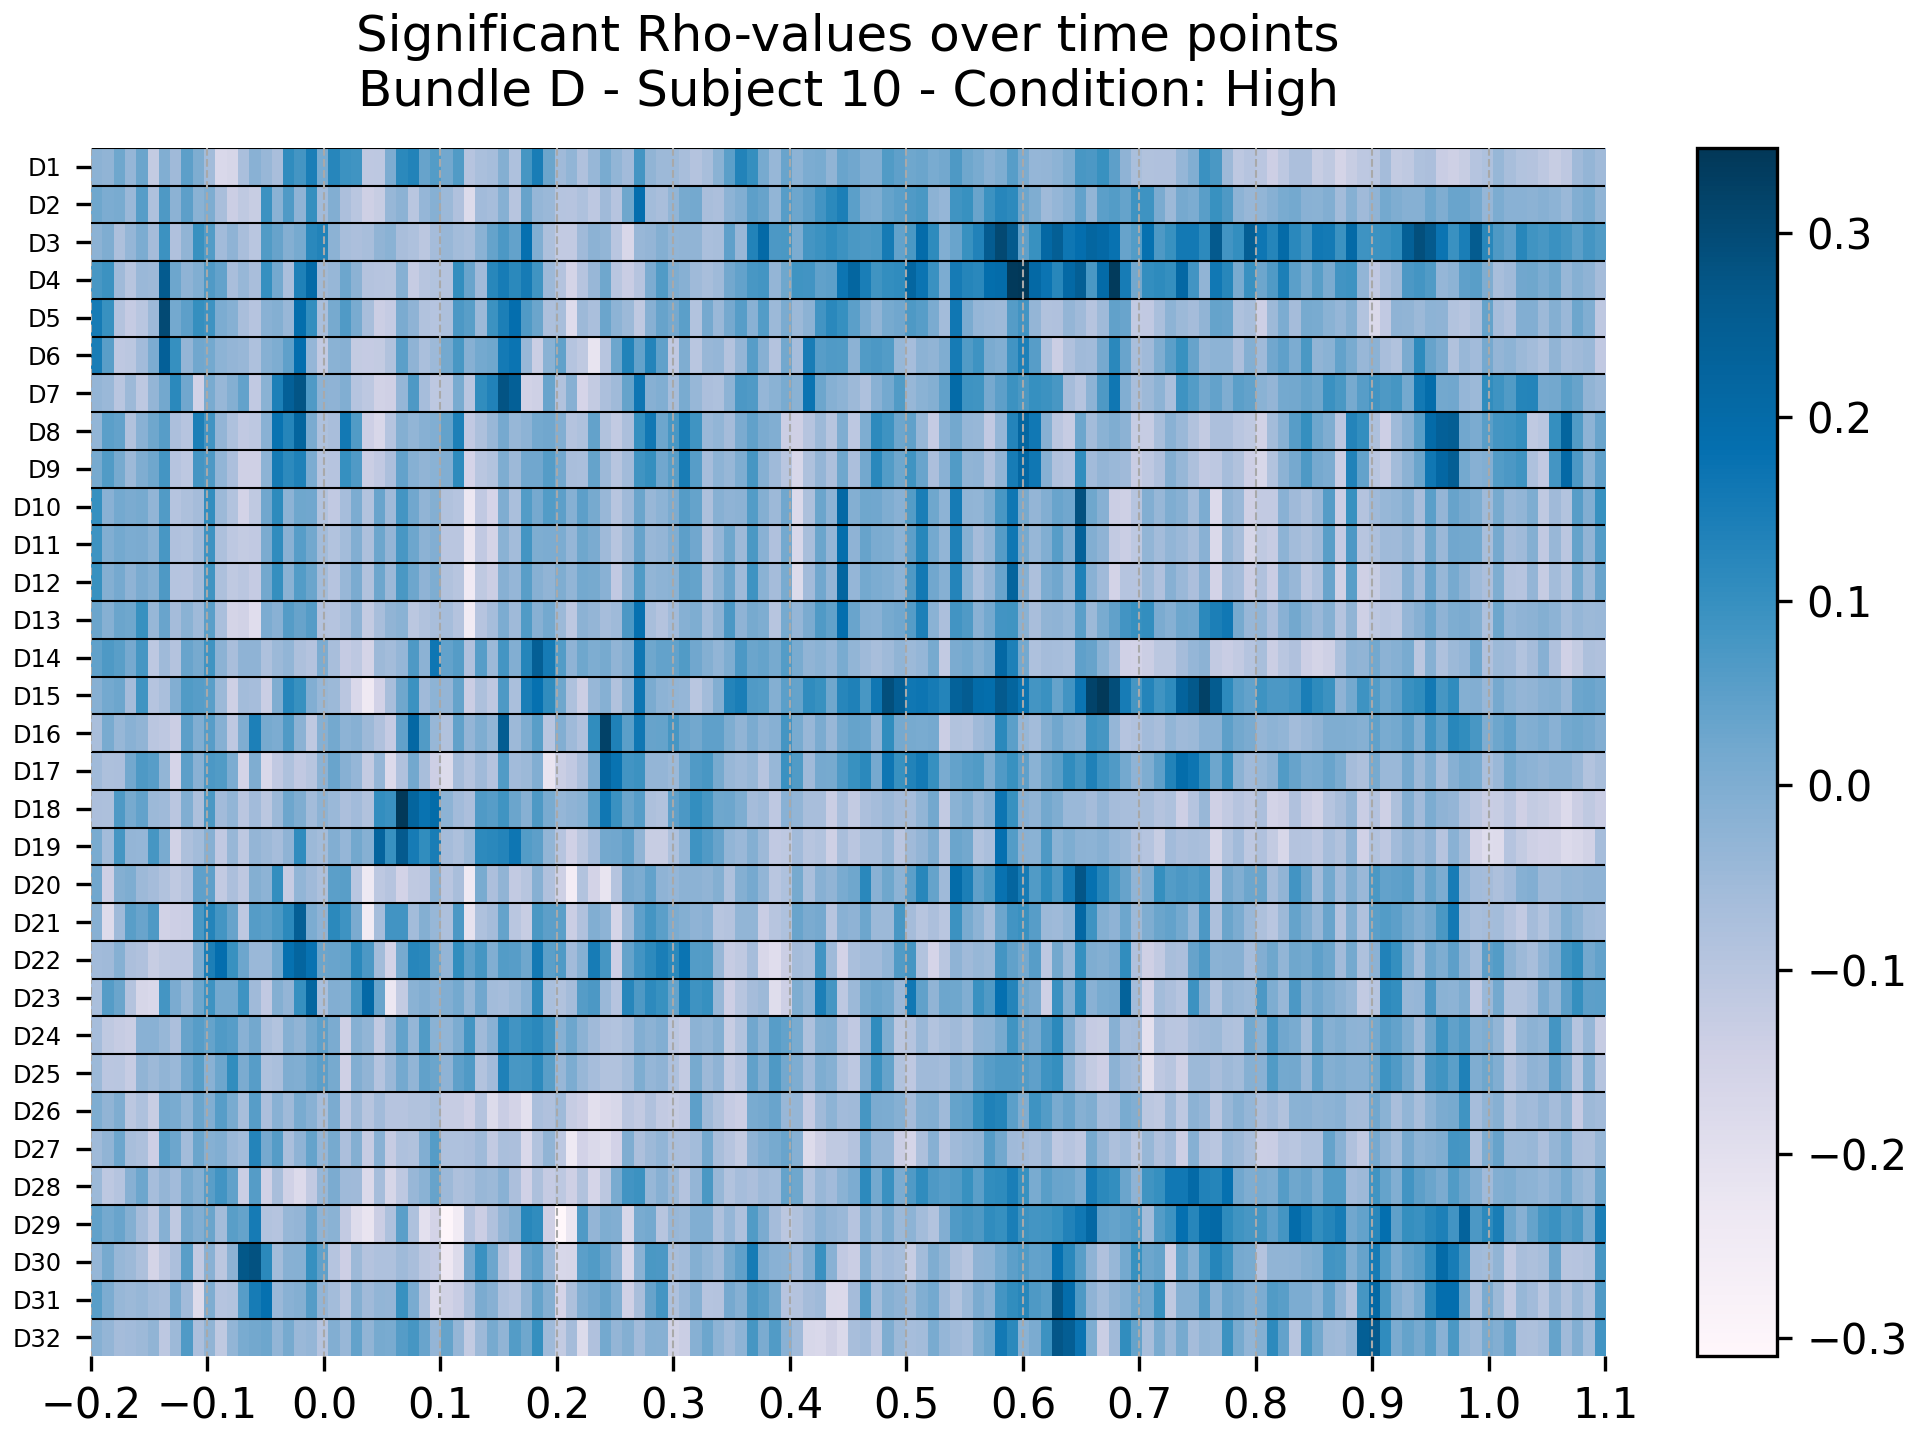 Significant Rho-values over time points
Bundle D - Subject 10 - Condition: High
D1
D2
D3
D4
D5
D6
D7
D8
D9
D10
D11
D12
D13
D14
D15
D16
D17
D18
D19
D20
D21
D22
D23
D24
D25
D26
D27
D28
D29
D30
D31
D32
−0.2 −0.1 0.0 0.1 0.2 0.3 0.4 0.5 0.6 0.7 0.8 0.9 1.0 1.1
0.3
0.2
0.1
0.0
−0.1
−0.2
−0.3